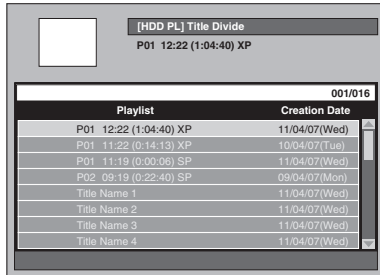 [HDD PL] Title Divide
P01 12:22 (1:04:40) XP
001/016
Playlist Creation Date
P01 12:22 (1:04:40) XP 11/04/07(Wed)
P01 11:22 (0:14:13) XP 10/04/07(Tue)
P01 11:19 (0:00:06) SP 11/04/07(Wed)
P02 09:19 (0:22:40) SP 09/04/07(Mon)
Title Name 1 11/04/07(Wed)
Title Name 2 11/04/07(Wed)
Title Name 3 11/04/07(Wed)
Title Name 4 11/04/07(Wed)